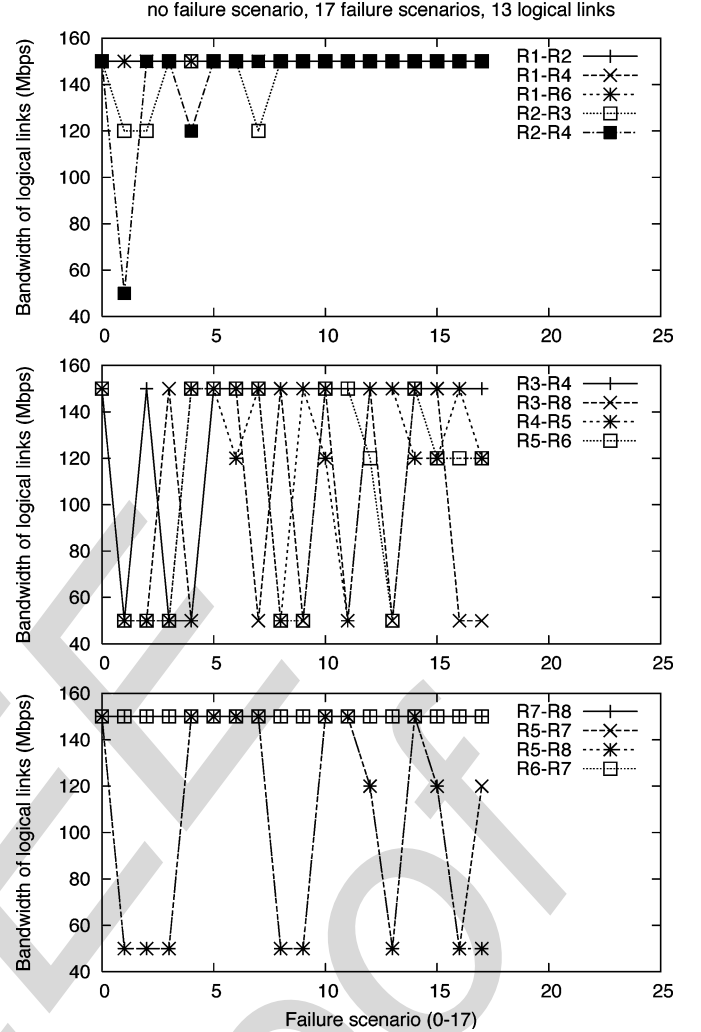 no failure scenario, 17 failure scenarios, 13 logical links
Bandwidth of logical links (Mbps)
160
140
120
100
80
60
40
0
5
10
15
20
25
R1-R2
R1-R4
R1-R6
R2-R3
R2-R4
Bandwidth of logical links (Mbps)
160
140
120
100
80
60
40
0
5
10
15
20
25
R3-R4
R3-R8
R4-R5
R5-R6
Bandwidth of logical links (Mbps)
160
140
120
100
80
60
40
0
5
10
15
20
25
R7-R8
R5-R7
R5-R8
R6-R7
Failure scenario (0-17)